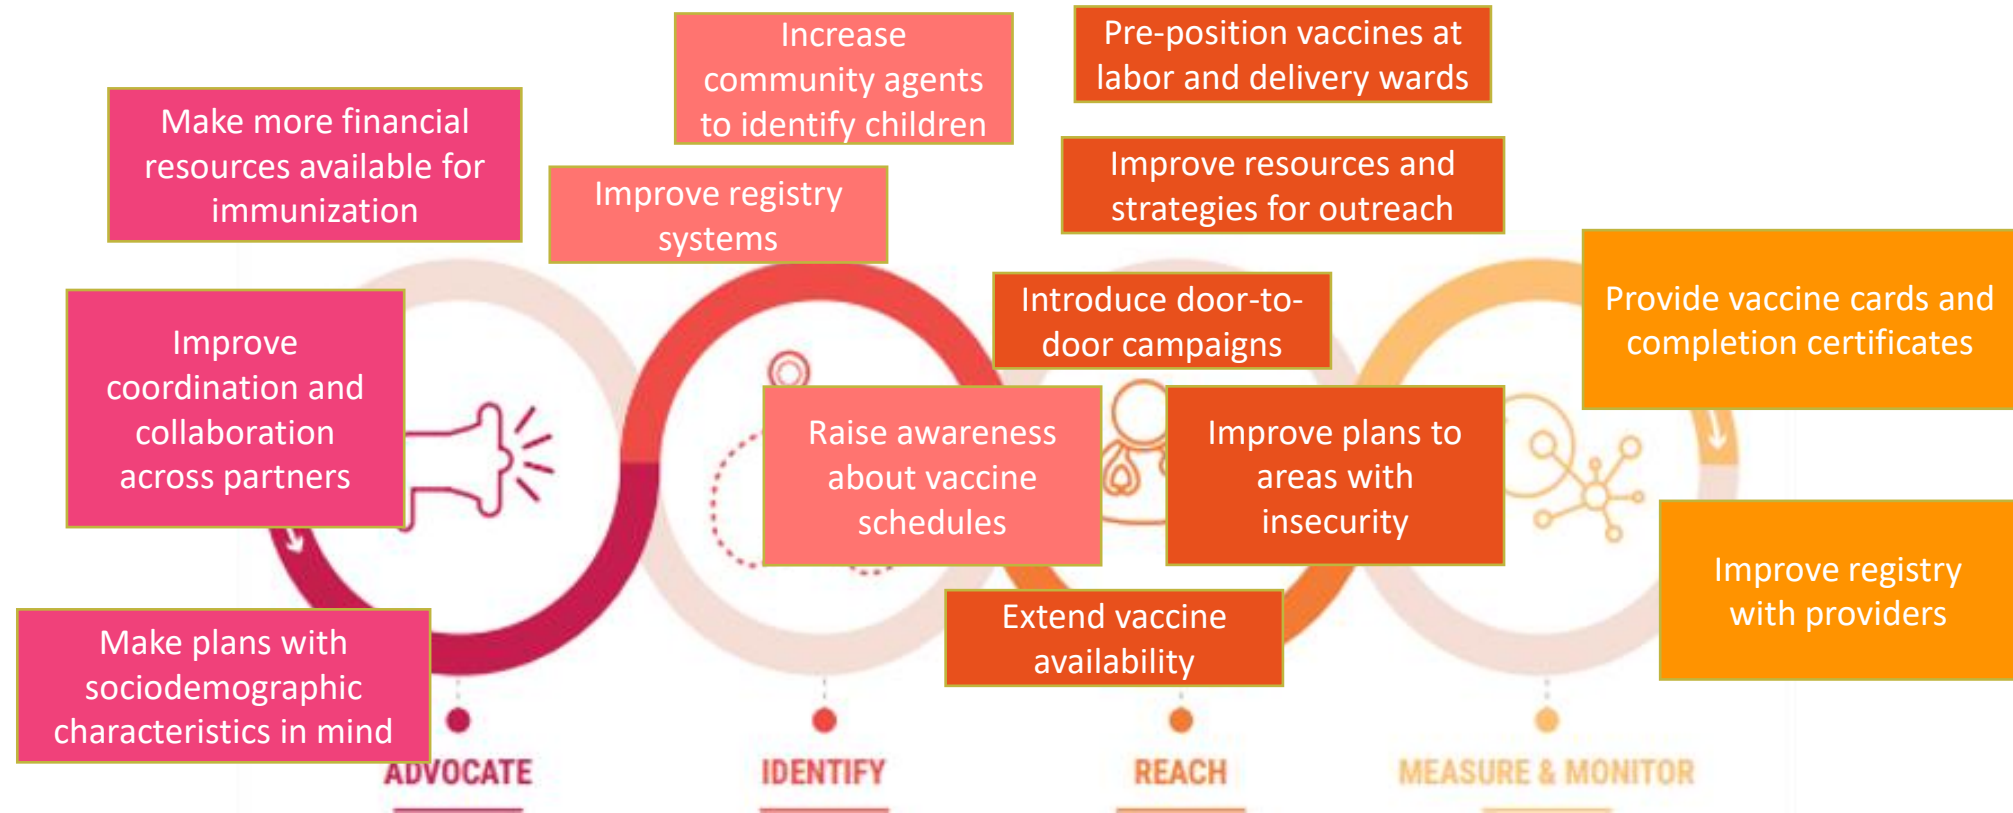 Make more financial
resources available for
immunization
Improve
coordination and
collaboration
across partners
Make plans with
sociodemographic
characteristics in mind
Increase
community agents
to identify children
Improve registry
systems
Raise awareness
about vaccine
schedules
Pre-position vaccines at
labor and delivery wards
Improve resources and
strategies for outreach
Introduce door-to-
door campaigns
Improve plans to
areas with
insecurity
Extend vaccine
availability
Provide vaccine cards and
completion certificates
Improve registry
with providers
ADVOCATE
IDENTIFY
REACH
MEASURE & MONITOR